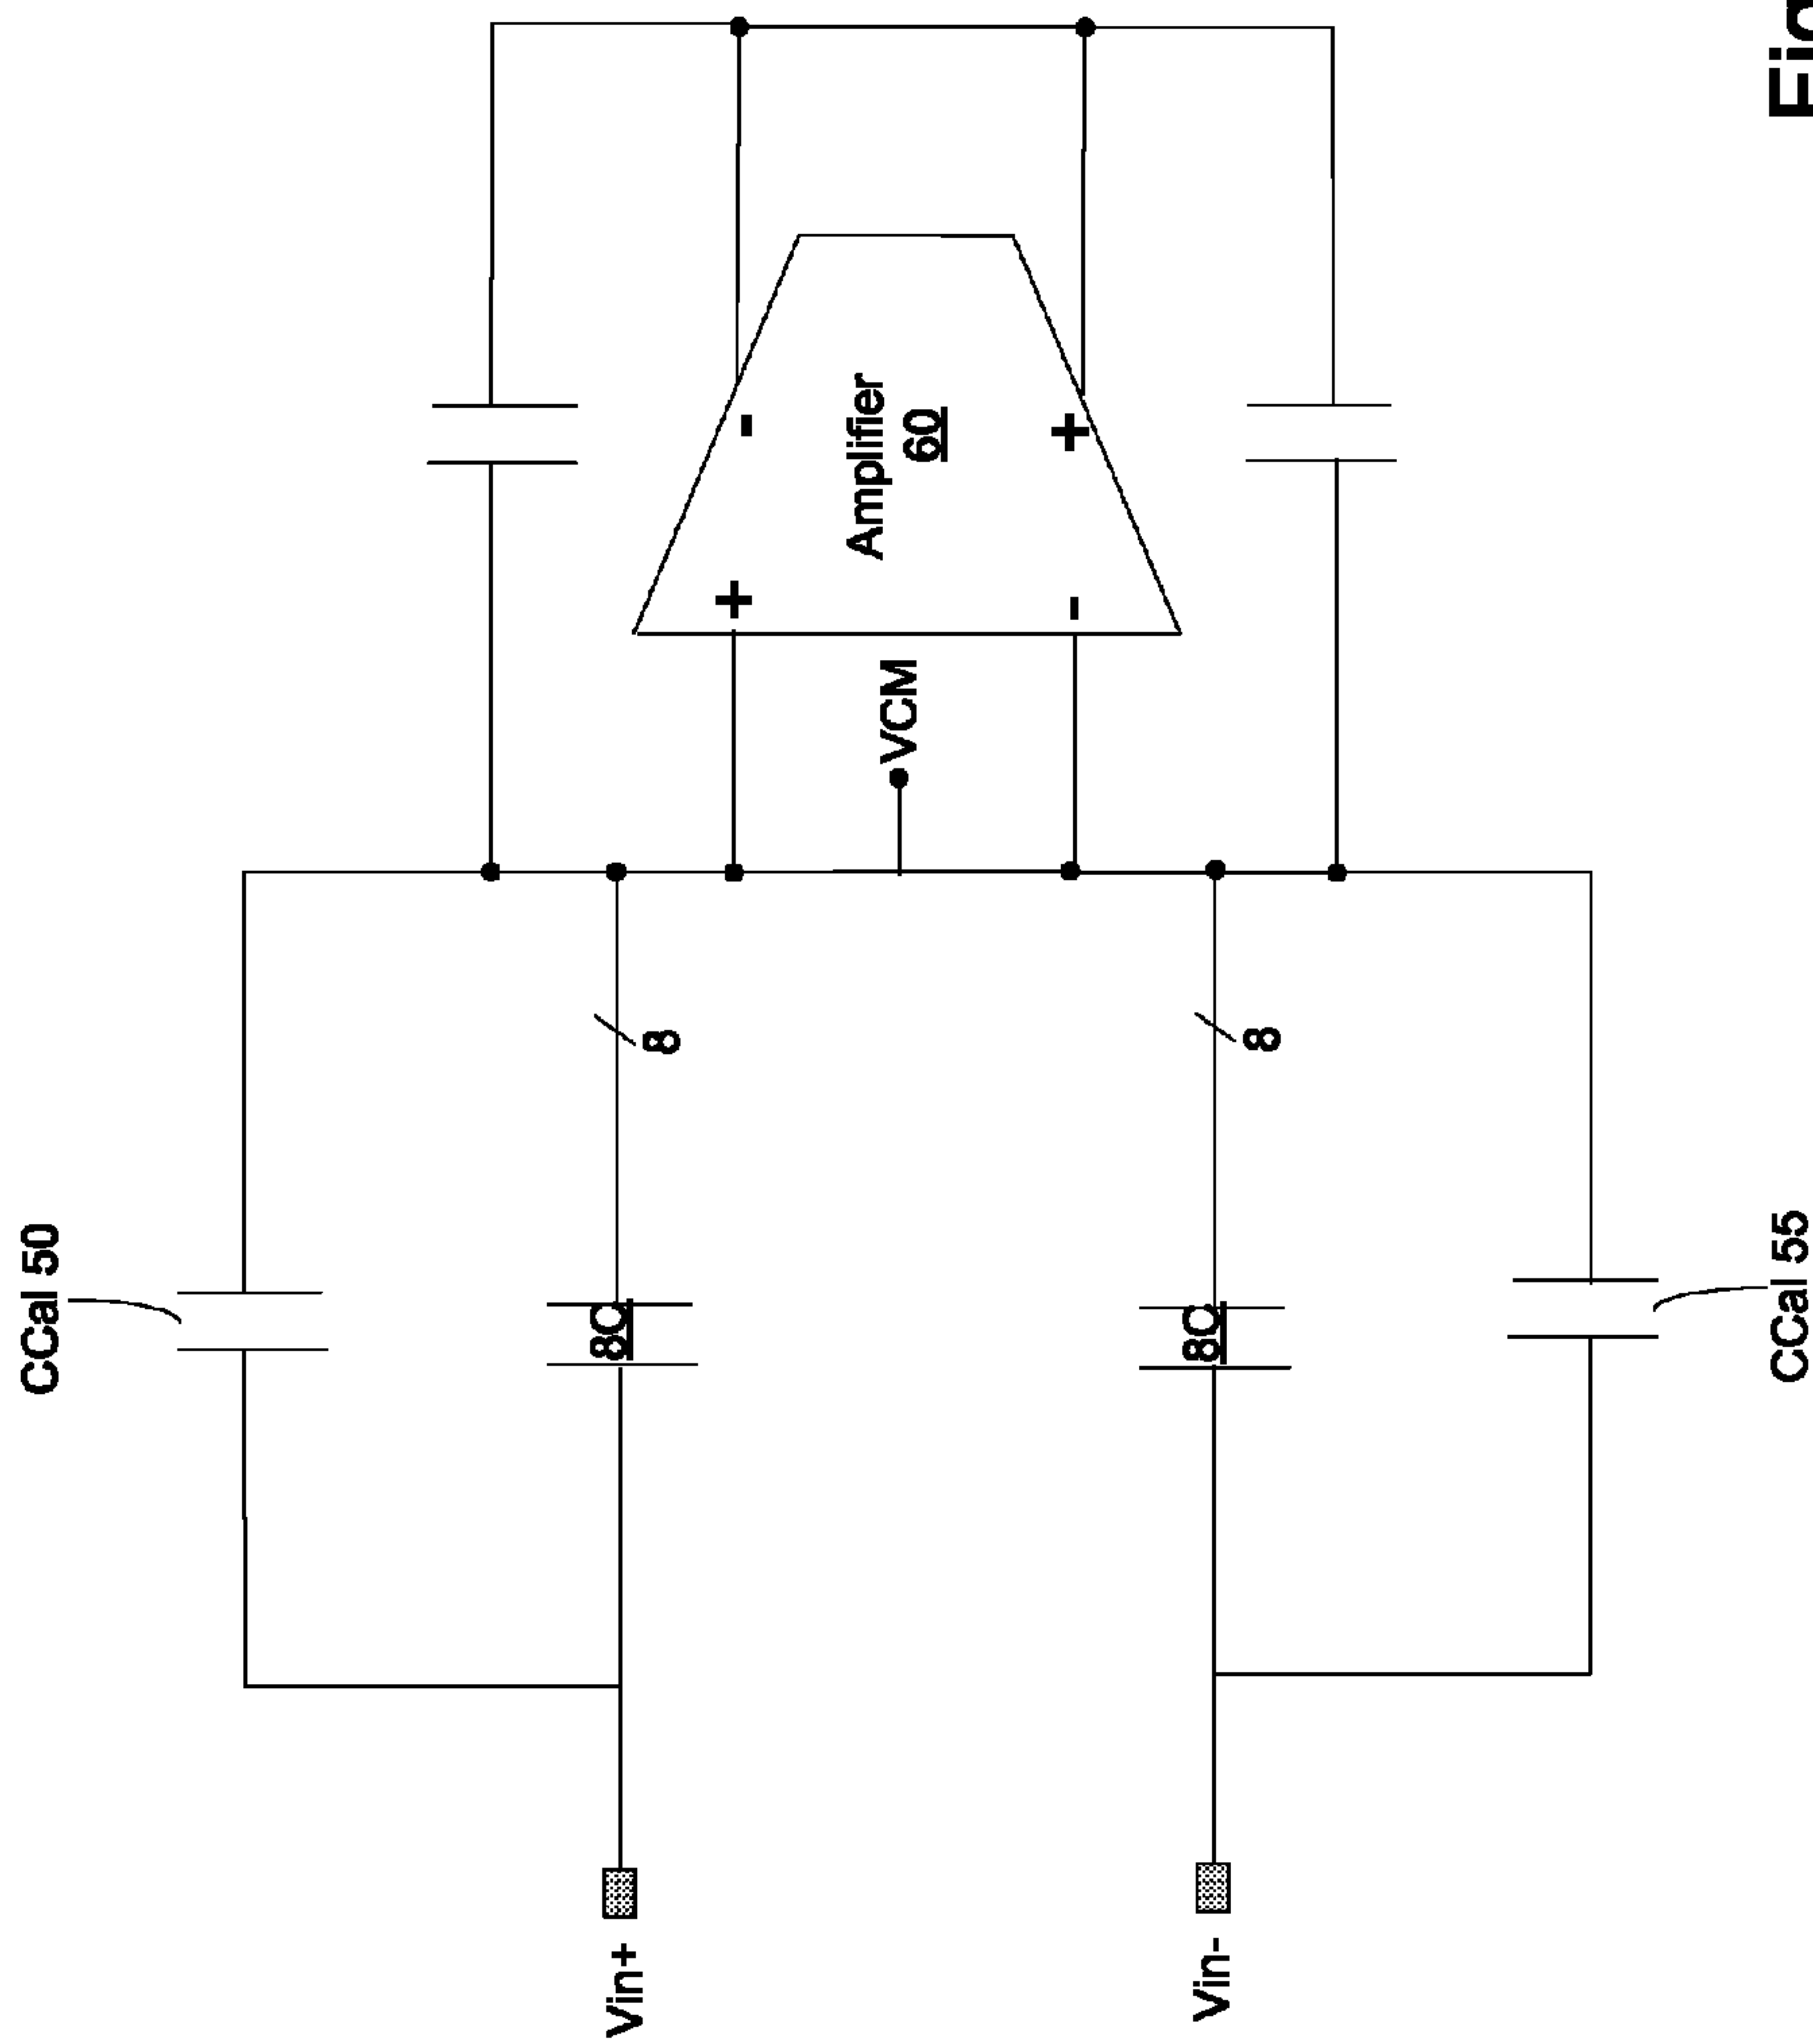 CCal 50
Vin+
8C
8
+
-
Amplifier
60
VCM
-
+
Vin-
8C
8
CCal 55